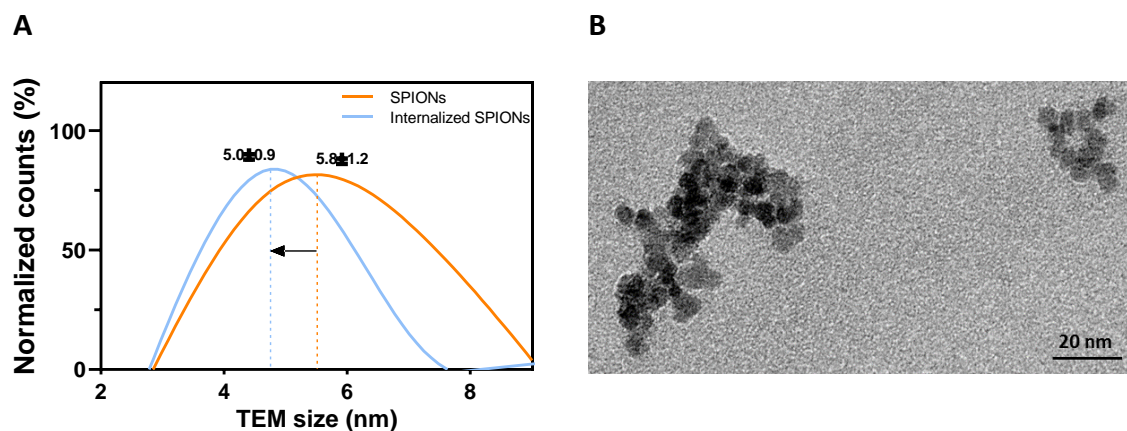 A
B
Normalized counts (%)
100
50
0
2
4
6
8
TEM size (nm)
SPIONs
Internalized SPIONs
5.0±0.9
5.8±1.2
20 nm